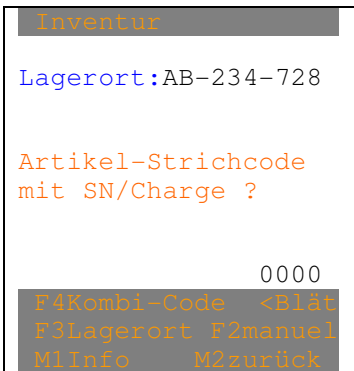 Inventur
Lagerort:AB-234-728
Artikel-Strichcode
mit SN/Charge ?
0000
F4Kombi-Code <Blät
F3Lagerort F2manuel
M1Info M2zurück